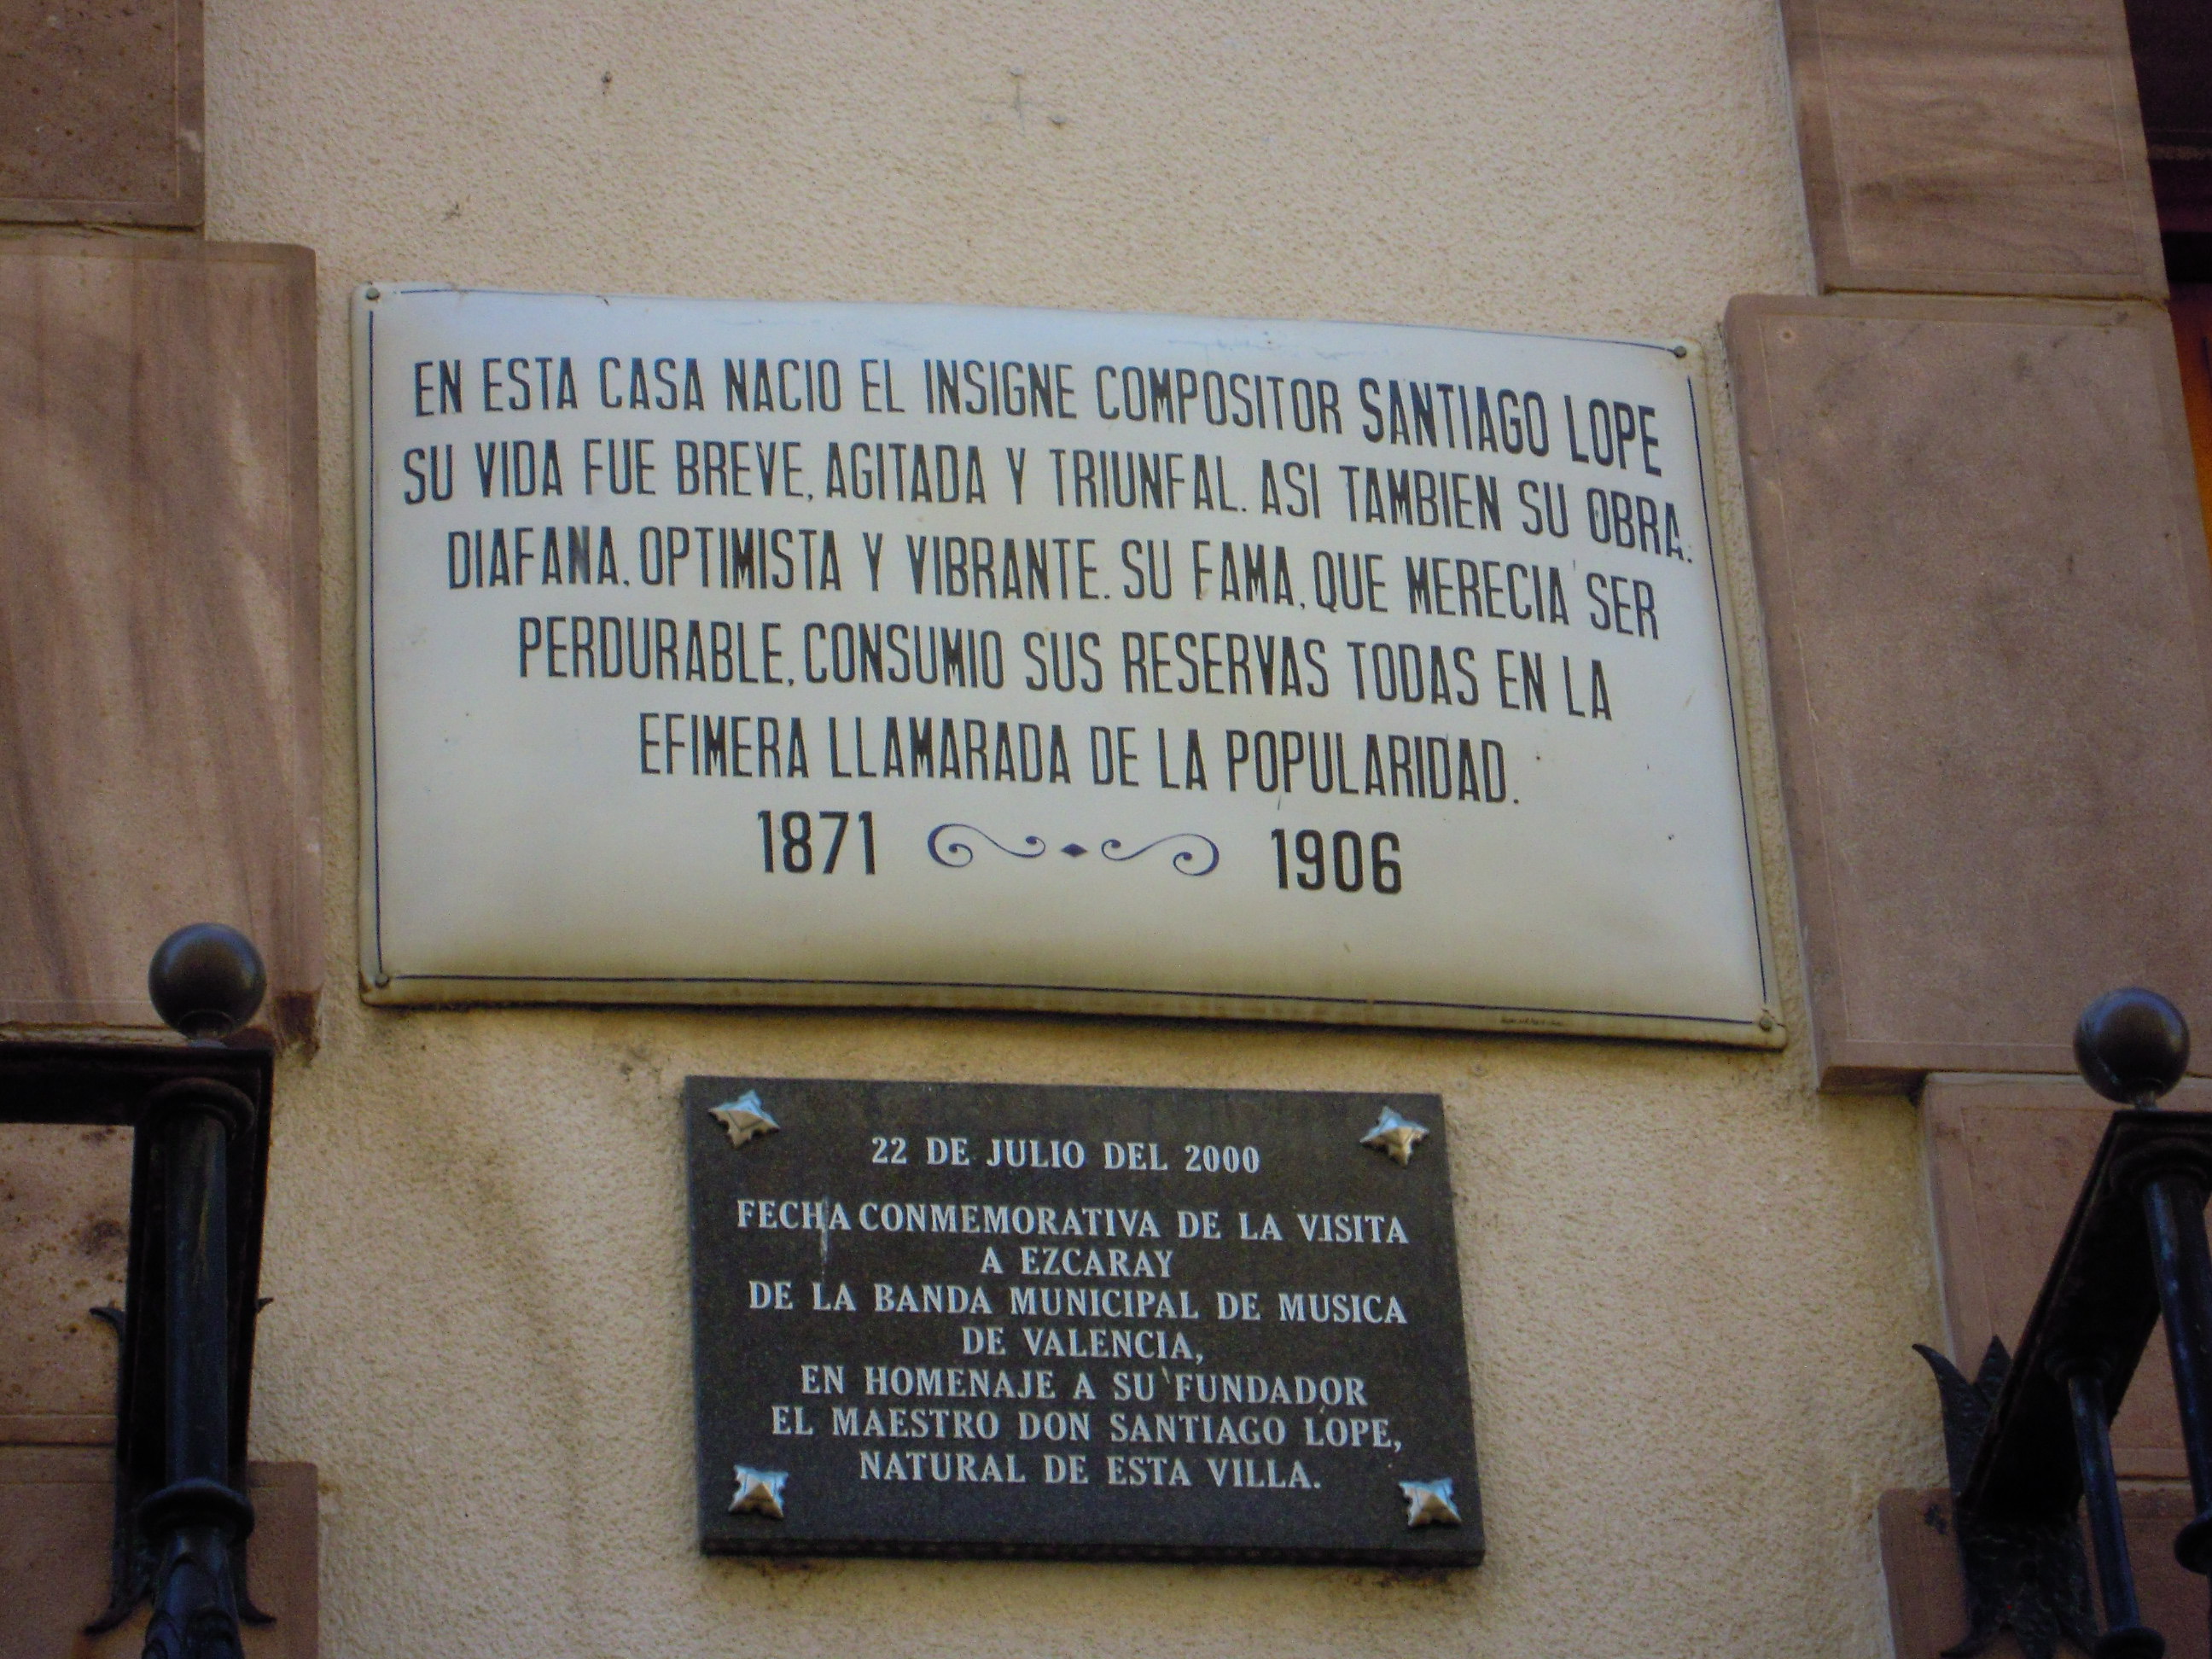 EN ESTA CASA NACIO EL INSIGNE COMPOSITOR SANTIAGO LOPE
SU VIDA FUE BREVE, AGITADA Y TRIUNFAL. ASI TAMBIEN SU OBRA:
DIAFANA, OPTIMISTA Y VIBRANTE. SU FAMA, QUE MERECIA SER
PERDURABLE, CONSUMIO SUS RESERVAS TODAS EN LA
EFIMERA LLAMARADA DE LA POPULARIDAD.
1871 1906
22 DE JULIO DEL 2000
FECHA CONMEMORATIVA DE LA VISITA
A EZCARAY
DE LA BANDA MUNICIPAL DE MUSICA
DE VALENCIA,
EN HOMENAJE A SU FUNDADOR
EL MAESTRO DON SANTIAGO LOPE,
NATURAL DE ESTA VILLA.